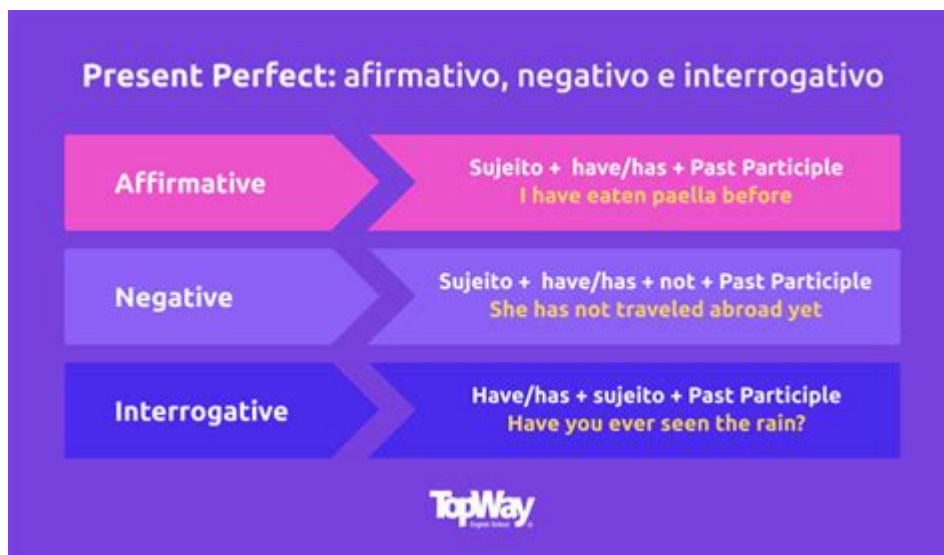 Present Perfect: afirmativo, negativo e interrogativo
Affirmative
Sujeito + have/has + Past Participle
I have eaten paella before
Negative
Sujeito + have/has + not + Past Participle
She has not traveled abroad yet
Interrogative
Have/has + sujeito + Past Participle
Have you ever seen the rain?
TopWay
English School